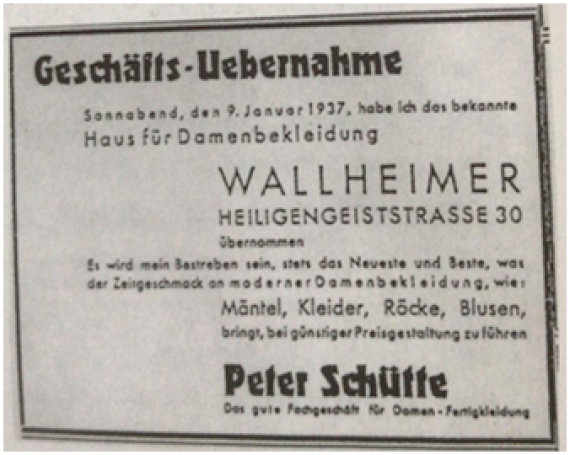 Geschäfts-Uebernahme
Sonnabend, den 9. Januar 1937, habe ich das bekannte
Haus für Damenbekleidung
WALLHEIMER
HEILIGENGEISTSTRASSE 30
übernommen
Es wird mein Bestreben sein, stets das Neueste und Beste, was
der Zeitgeschmack an moderner Damenbekleidung, wie:
Mäntel, Kleider, Röcke, Blusen,
bringt, bei günstiger Preisgestaltung zu führen
Peter Schütte
Das gute Fachgeschäft für Damen-Fertigkleidung